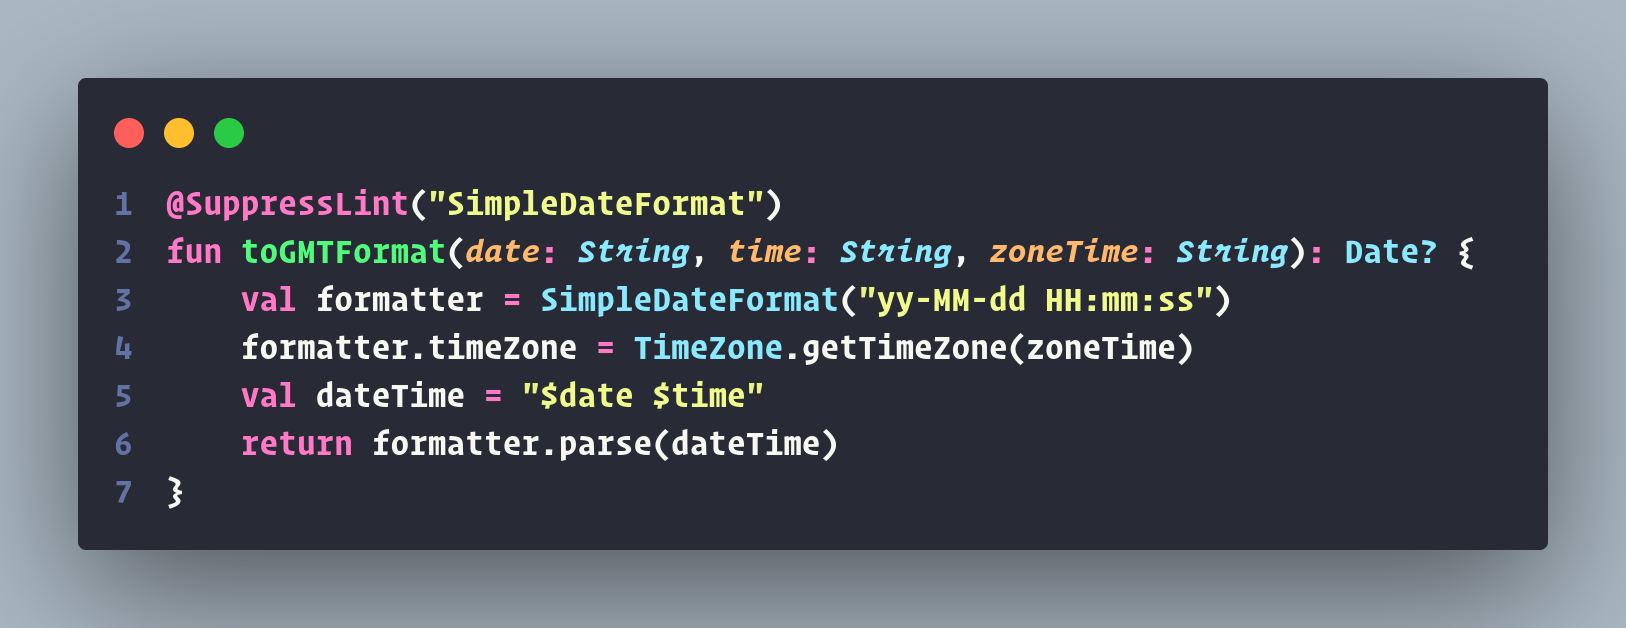 1 @SuppressLint("SimpleDateFormat")
2 fun toGMTFormat(date: String, time: String, zoneTime: String): Date? {
3     val formatter = SimpleDateFormat("yy-MM-dd HH:mm:ss")
4     formatter.timeZone = TimeZone.getTimeZone(zoneTime)
5     val dateTime = "$date $time"
6     return formatter.parse(dateTime)
7 }